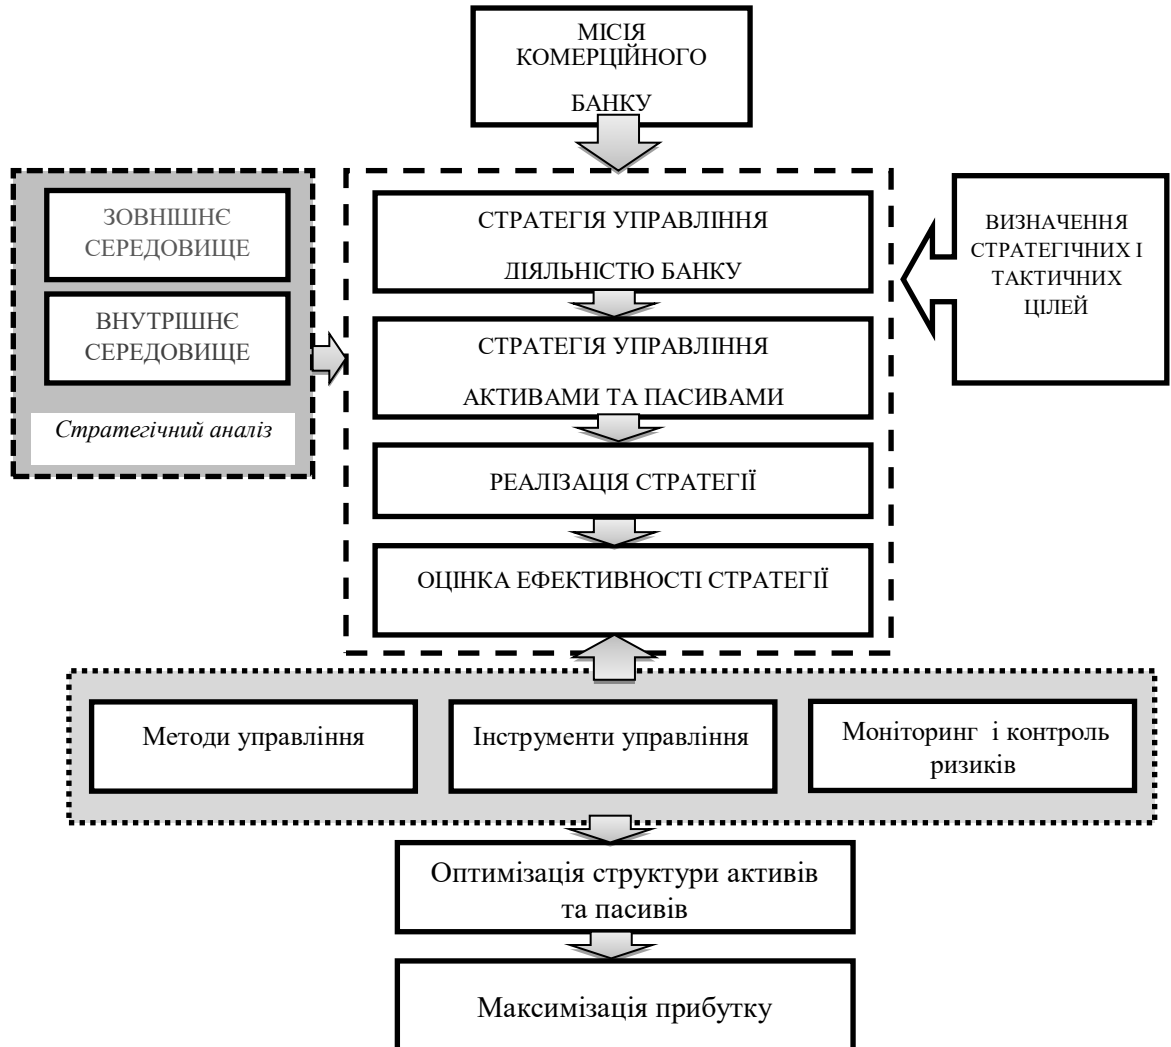 МІСІЯ
КОМЕРЦІЙНОГО
БАНКУ
ЗОВНІШНЄ
СЕРЕДОВИЩЕ
ВНУТРІШНЄ
СЕРЕДОВИЩЕ
Стратегічний аналіз
СТРАТЕГІЯ УПРАВЛІННЯ
ДІЯЛЬНІСТЮ БАНКУ
СТРАТЕГІЯ УПРАВЛІННЯ
АКТИВАМИ ТА ПАСИВАМИ
РЕАЛІЗАЦІЯ СТРАТЕГІЇ
ОЦІНКА ЕФЕКТИВНОСТІ СТРАТЕГІЇ
ВИЗНАЧЕННЯ
СТРАТЕГІЧНИХ І
ТАКТИЧНИХ
ЦІЛЕЙ
Методи управління
Інструменти управління
Моніторинг і контроль
ризиків
Оптимізація структури активів
та пасивів
Максимізація прибутку